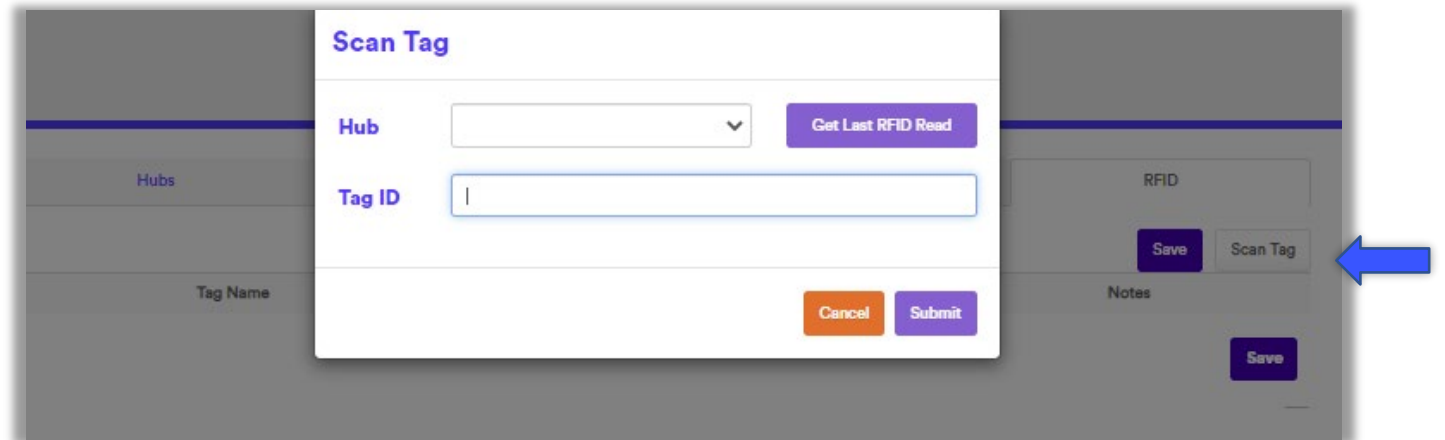 Scan Tag
Hub
Get Last RFID Read
Hubs
RFID
Tag ID
Save
Scan Tag
Tag Name
Notes
Cancel
Submit
Save